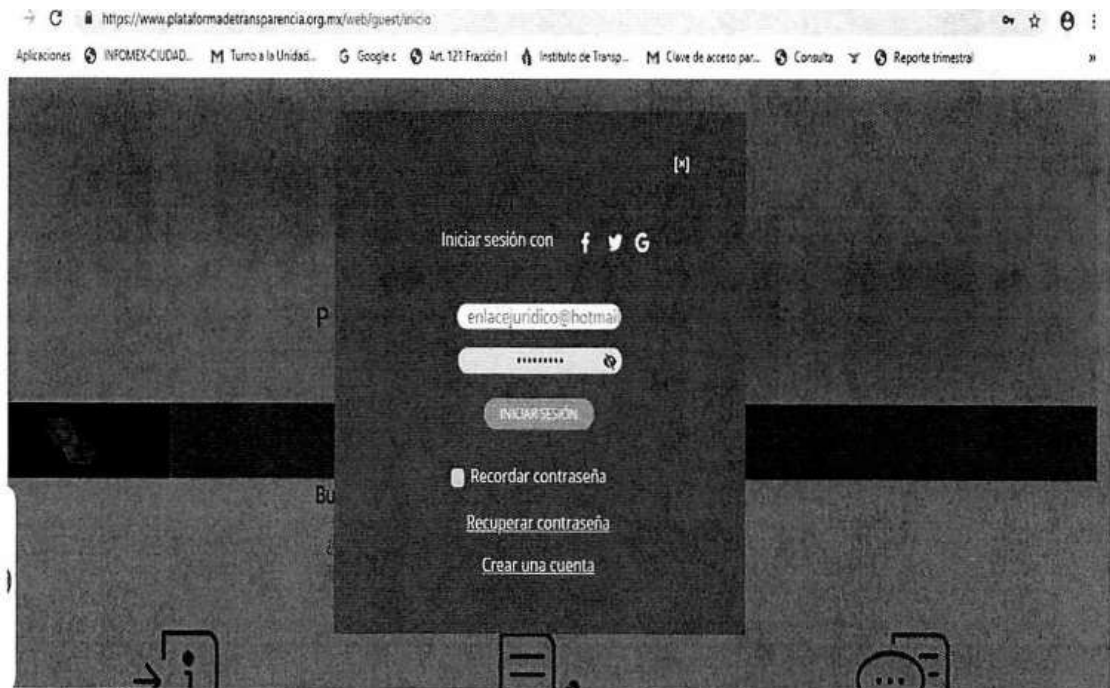 https://www.plataformadetransparencia.org.mx/web/guest/inicio
Aplicaciones INFOMEX-CIUDAD... Turno a la Unidad... Google c Art. 121 Fracción I Instituto de Transp... Clave de acceso par... Consulta Reporte trimestral »
[×]
Iniciar sesión con f G
P
enlacejuridico@hotmai
INICIAR SESIÓN
Recordar contraseña
Bu
Recuperar contraseña
Crear una cuenta